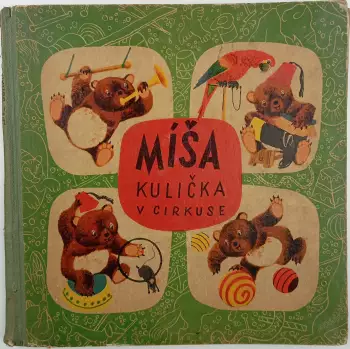 MÍŠA
KULIČKA
V CIRKUSE